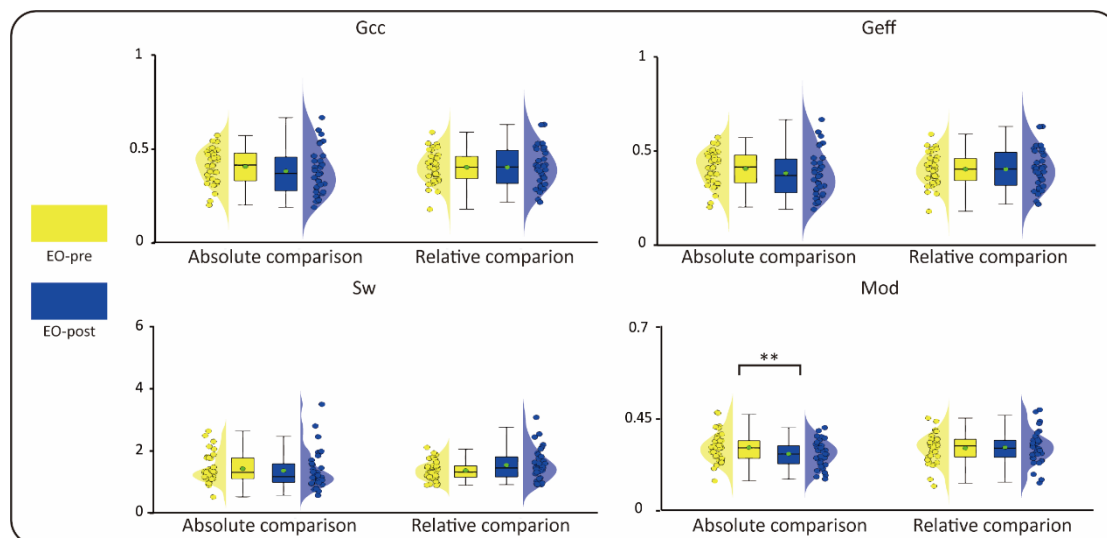 Gcc
1
0.5
0
Absolute comparison
Relative comparion
Geff
1
0.5
0
Absolute comparison
Relative comparion
EO-pre
EO-post
Sw
6
4
2
0
Absolute comparison
Relative comparion
Mod
0.7
0.45
0
**
Absolute comparison
Relative comparion